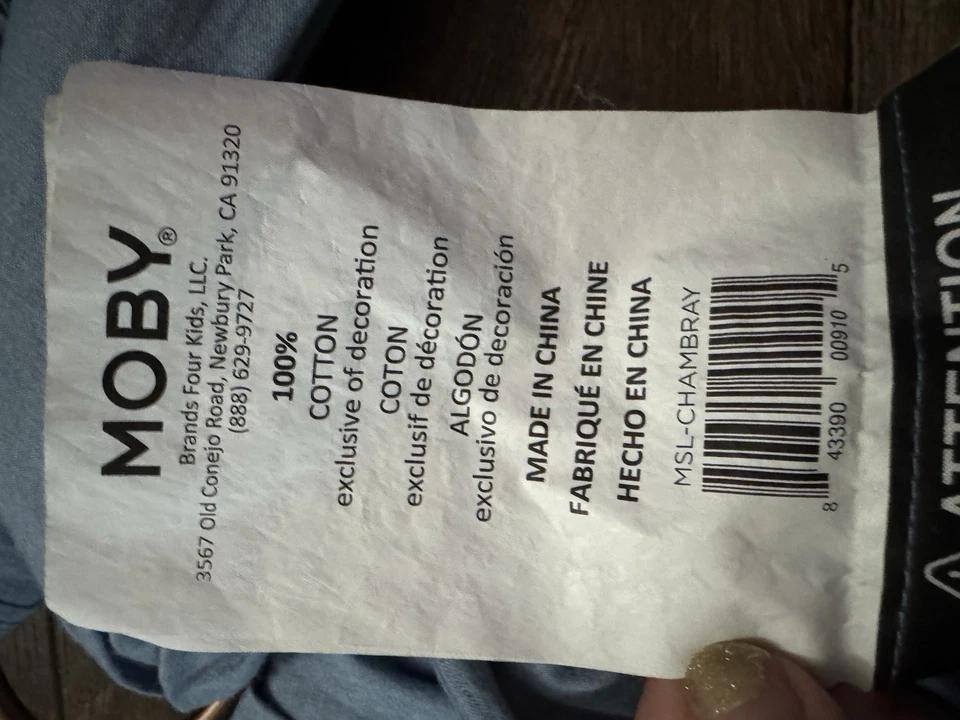 MOBY®
Brands Four Kids, LLC.
3567 Old Conejo Road, Newbury Park, CA 91320
(888) 629-9727
100%
COTTON
exclusive of decoration
COTON
exclusif de décoration
ALGODÓN
exclusivo de decoración
MADE IN CHINA
FABRIQUÉ EN CHINE
HECHO EN CHINA
MSL-CHAMBRAY
8 43390 00910 5
ATTENTION